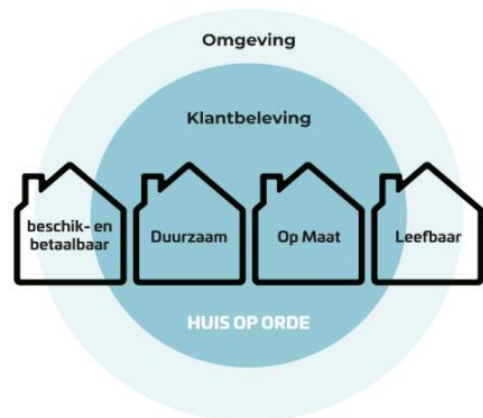 Omgeving
Klantbeleving
beschik- en
betaalbaar
Duurzaam
Op Maat
Leefbaar
HUIS OP ORDE